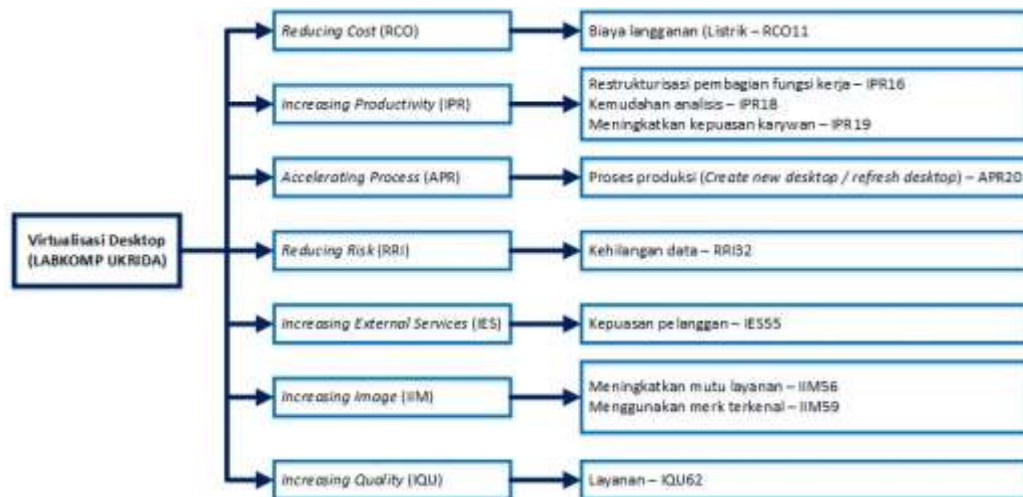 Reducing Cost (RCO)
Biaya langganan (Listrik – RCO11
Increasing Productivity (IPR)
Restrukturisasi pembagian fungsi kerja – IPR16
Kemudahan analisis – IPR18
Meningkatkan kepuasan karywan – IPR19
Accelerating Process (APR)
Proses produksi (Create new desktop / refresh desktop) – APR20
Virtualisasi Desktop
(LABKOMP UKRIDA)
Reducing Risk (RRI)
Kehilangan data – RRI32
Increasing External Services (IES)
Kepuasan pelanggan – IES55
Increasing Image (IIM)
Meningkatkan mutu layanan – IIM56
Menggunakan merk terkenal – IIM59
Increasing Quality (IQU)
Layanan – IQU62